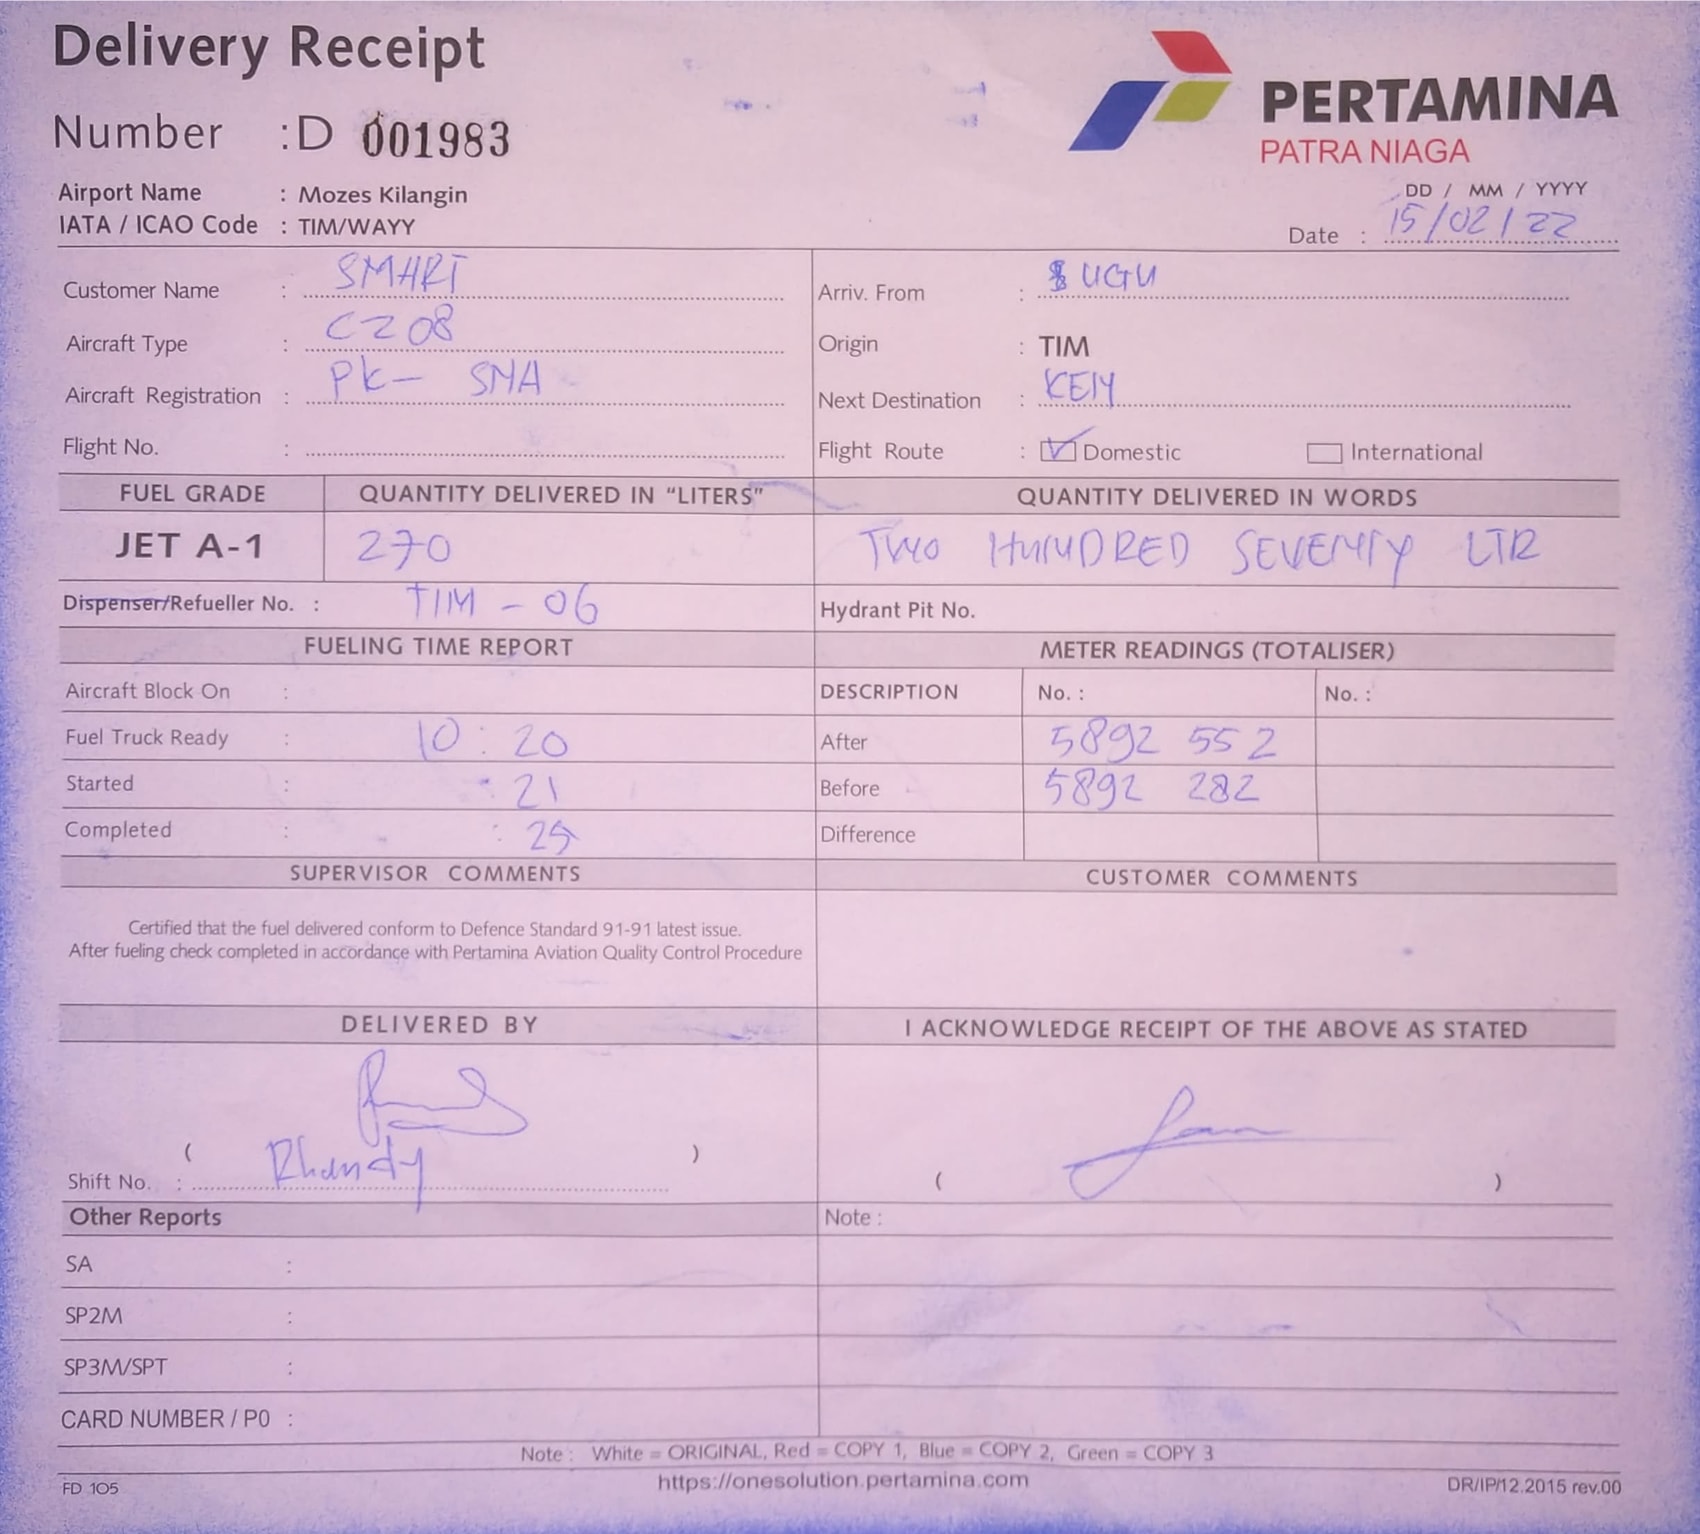 Delivery Receipt
PERTAMINA
PATRA NIAGA
Number : D 001983
Airport Name : Mozes Kilangin
IATA / ICAO Code : TIM/WAYY
DD / MM / YYYY
Date : 15/02/22
Customer Name : SMART
Arriv. From : UGU
Aircraft Type : C208
Origin : TIM
Aircraft Registration : PK- SNA
Next Destination : KEM
Flight No. :
Flight Route : Domestic International
FUEL GRADE QUANTITY DELIVERED IN “LITERS” QUANTITY DELIVERED IN WORDS
JET A-1 270 TWO HUNDRED SEVENTY LTR
Dispenser/Refueller No. : TIM - 06 Hydrant Pit No.
FUELING TIME REPORT METER READINGS (TOTALISER)
Aircraft Block On : DESCRIPTION No. : No. :
Fuel Truck Ready : 10 : 20 After 5892 552
Started : : 21 Before 5892 282
Completed : : 25 Difference
SUPERVISOR COMMENTS CUSTOMER COMMENTS
Certified that the fuel delivered conform to Defence Standard 91-91 latest issue.
After fueling check completed in accordance with Pertamina Aviation Quality Control Procedure
DELIVERED BY I ACKNOWLEDGE RECEIPT OF THE ABOVE AS STATED
( Rhandy )
Shift No. : ( )
Other Reports Note :
SA :
SP2M :
SP3M/SPT :
CARD NUMBER / P0 :
Note : White = ORIGINAL, Red = COPY 1, Blue = COPY 2, Green = COPY 3
https://onesolution.pertamina.com
FD 105 DR/IP/12.2015 rev.00